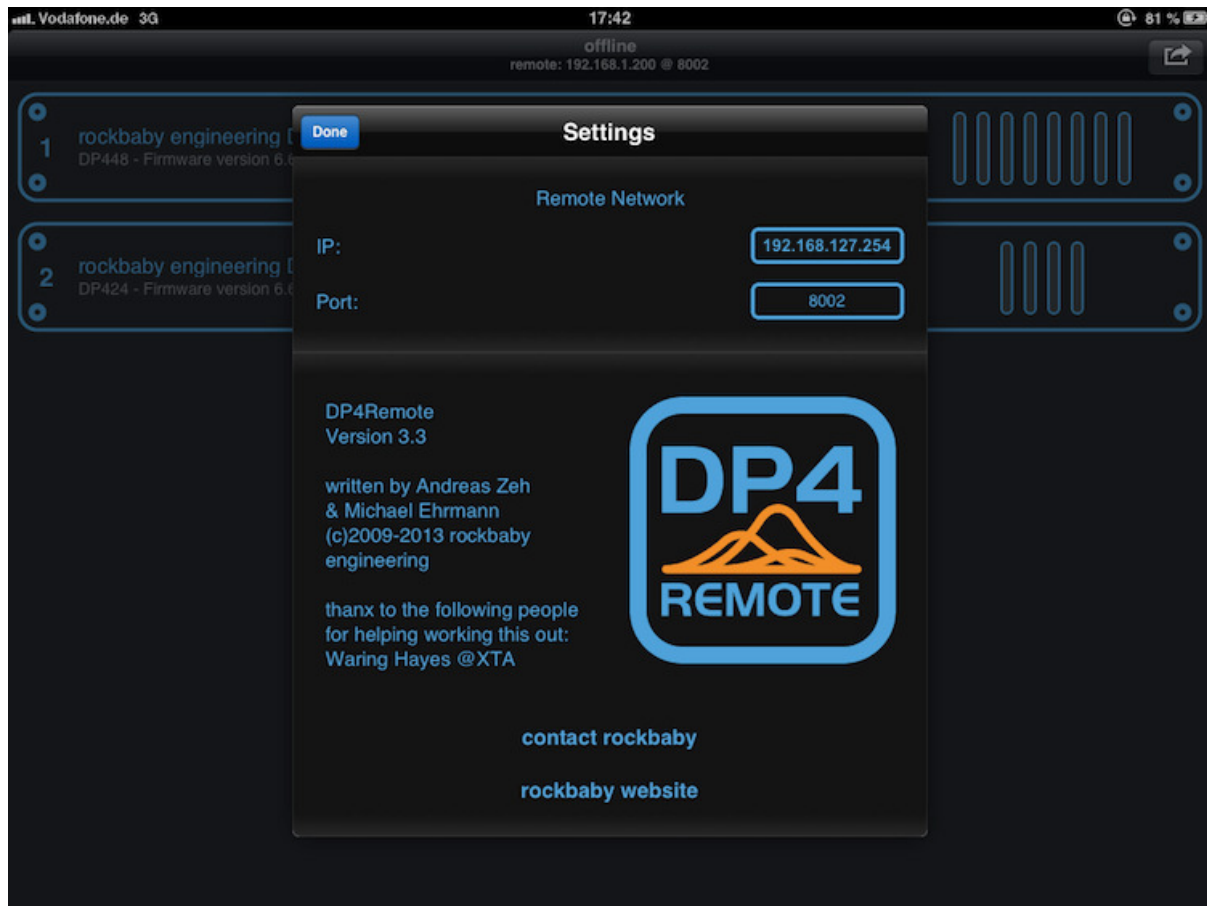 Vodafone.de 3G 17:42 81 %
offline
remote: 192.168.1.200 @ 8002
Done Settings
1 rockbaby engineering
DP448 - Firmware version 6.
Remote Network
IP: 192.168.127.254
2 rockbaby engineering
DP424 - Firmware version 6.
Port: 8002
DP4Remote
Version 3.3
written by Andreas Zeh
& Michael Ehrmann
(c)2009-2013 rockbaby
engineering
thanx to the following people
for helping working this out:
Waring Hayes @XTA
DP4
REMOTE
contact rockbaby
rockbaby website